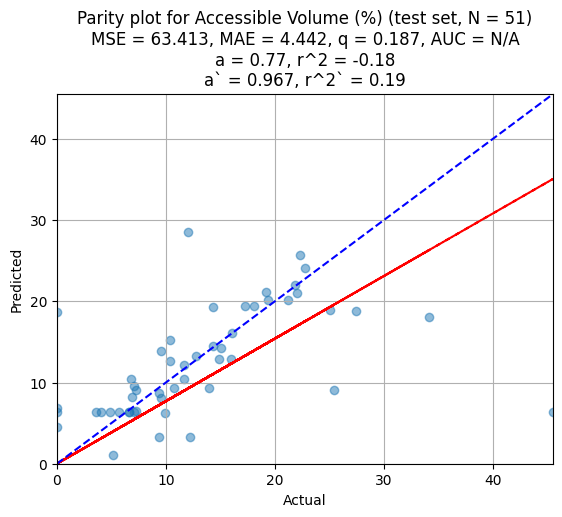 Parity plot for Accessible Volume (%) (test set, N = 51)
MSE = 63.413, MAE = 4.442, q = 0.187, AUC = N/A
a = 0.77, r^2 = -0.18
a` = 0.967, r^2` = 0.19
40
30
20
10
0
Predicted
0 10 20 30 40
Actual